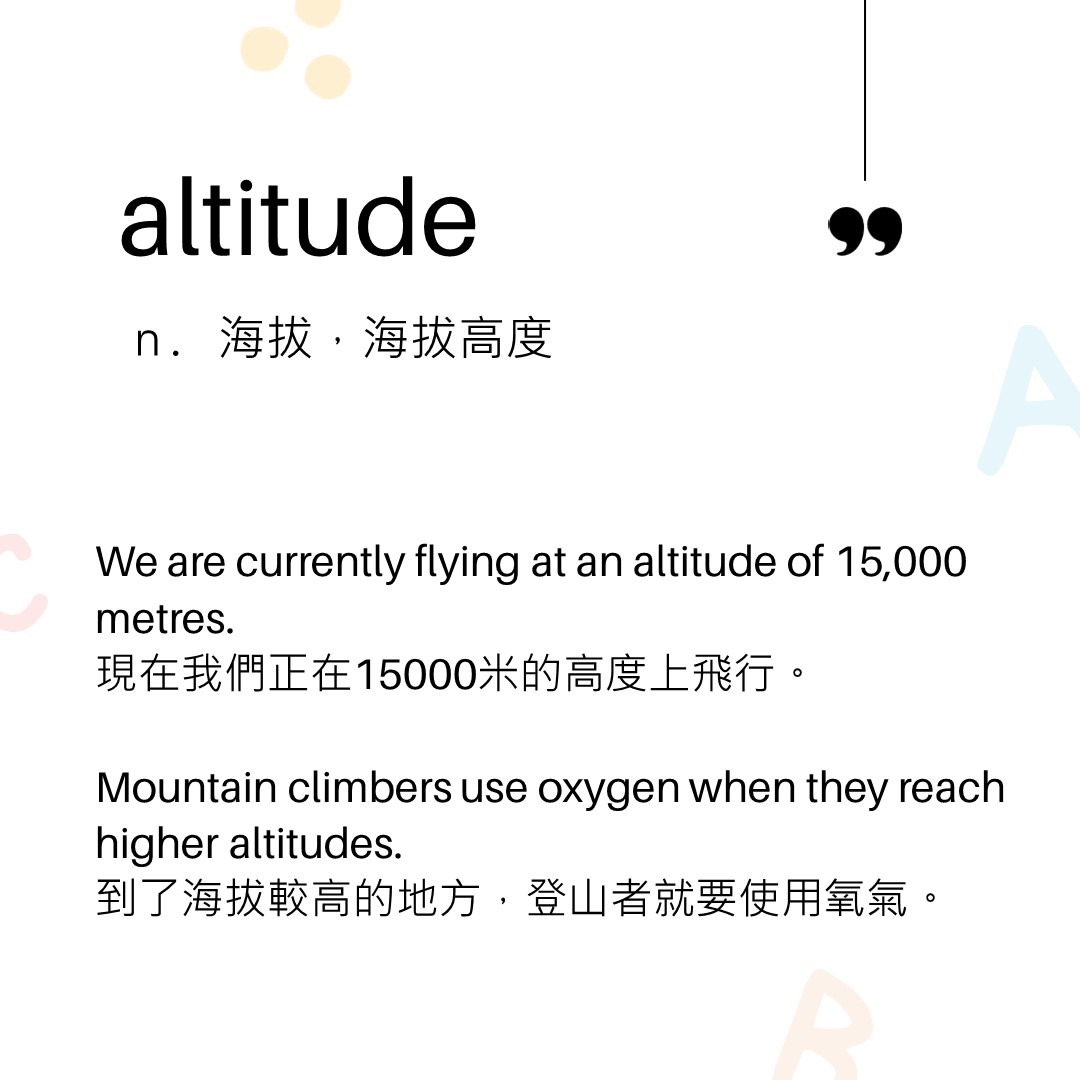 altitude
”
n. 海拔，海拔高度
We are currently flying at an altitude of 15,000
metres.
現在我們正在15000米的高度上飛行。
Mountain climbers use oxygen when they reach
higher altitudes.
到了海拔較高的地方，登山者就要使用氧氣。
A
C
B